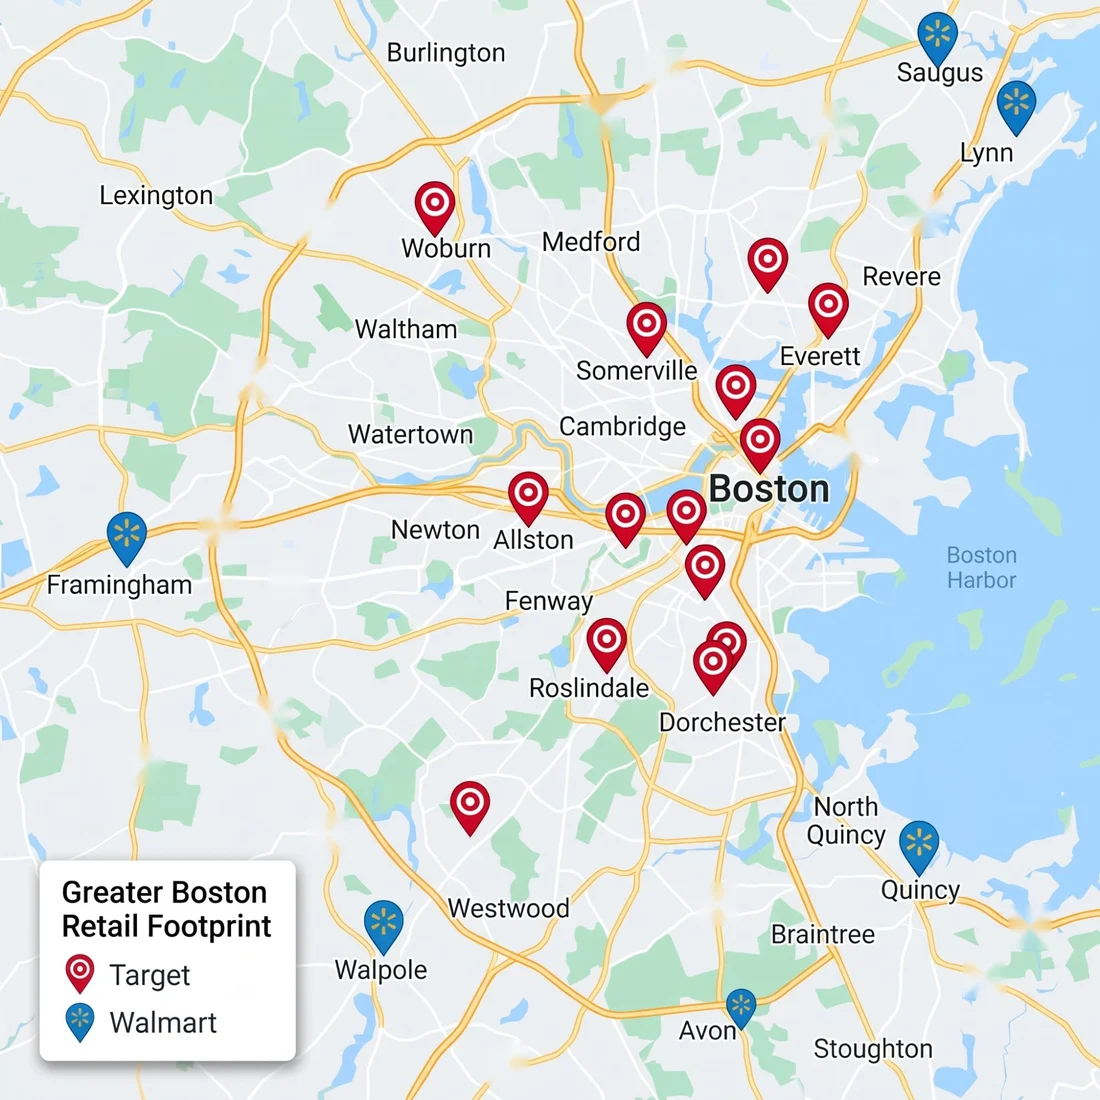 Burlington
Saugus
Lynn
Lexington
Woburn
Medford
Revere
Waltham
Everett
Somerville
Cambridge
Watertown
Boston
Newton
Allston
Boston
Harbor
Framingham
Fenway
Roslindale
Dorchester
North
Quincy
Quincy
Westwood
Braintree
Walpole
Avon
Stoughton
Greater Boston
Retail Footprint
Target
Walmart